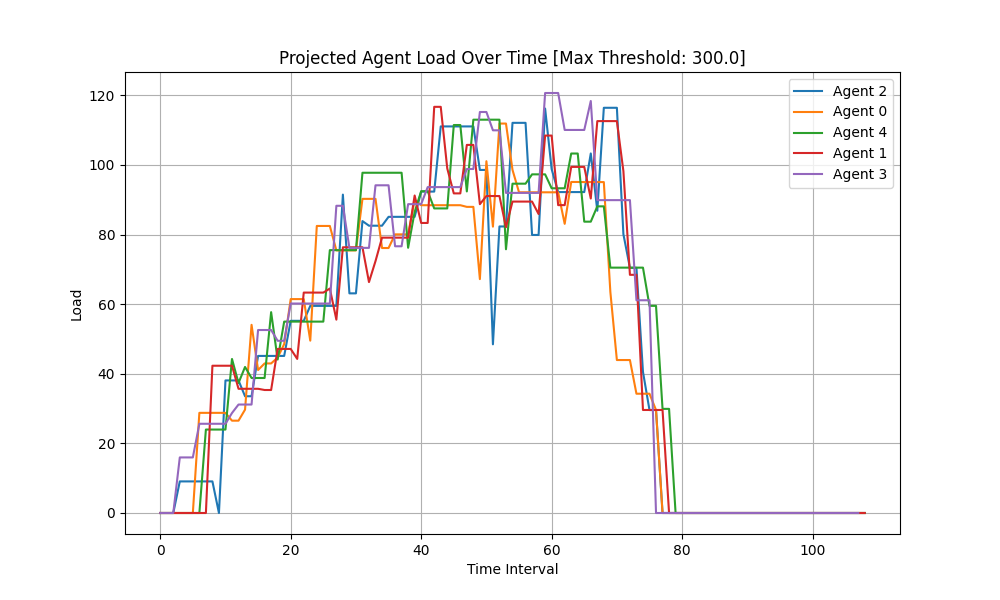 Projected Agent Load Over Time [Max Threshold: 300.0]
Load
120
100
80
60
40
20
0
0 20 40 60 80 100
Time Interval
Agent 2
Agent 0
Agent 4
Agent 1
Agent 3